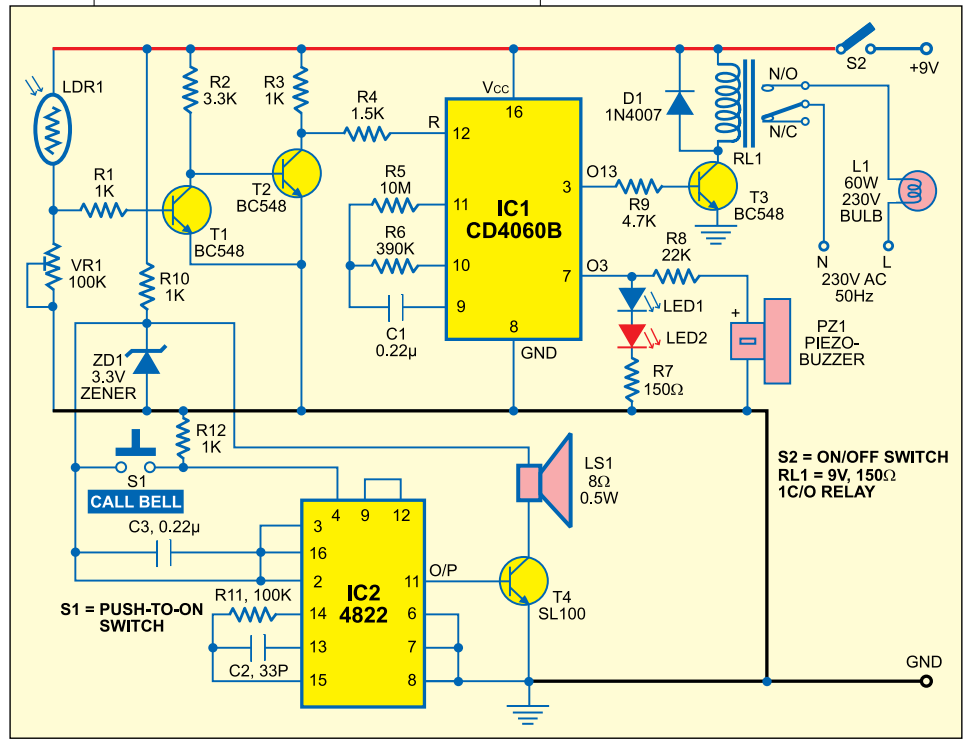 LDR1
R2
3.3K
R3
1K
R4
1.5K
R
VCC
16
12
D1
1N4007
RL1
N/O
N/C
S2
+9V
R1
1K
T1
BC548
T2
BC548
VR1
100K
R10
1K
R5
10M
R6
390K
C1
0.22µ
11
10
9
IC1
CD4060B
3
7
8
GND
O13
O3
R9
4.7K
T3
BC548
L1
60W
230V
BULB
N
L
230V AC
50Hz
R8
22K
LED1
LED2
R7
150Ω
+
PZ1
PIEZO-
BUZZER
ZD1
3.3V
ZENER
R12
1K
S1
CALL BELL
C3, 0.22µ
LS1
8Ω
0.5W
S2 = ON/OFF SWITCH
RL1 = 9V, 150Ω
1C/O RELAY
4
9
12
3
16
2
14
13
15
IC2
4822
11
6
7
8
O/P
T4
SL100
S1 = PUSH-TO-ON
SWITCH
R11, 100K
C2, 33P
GND